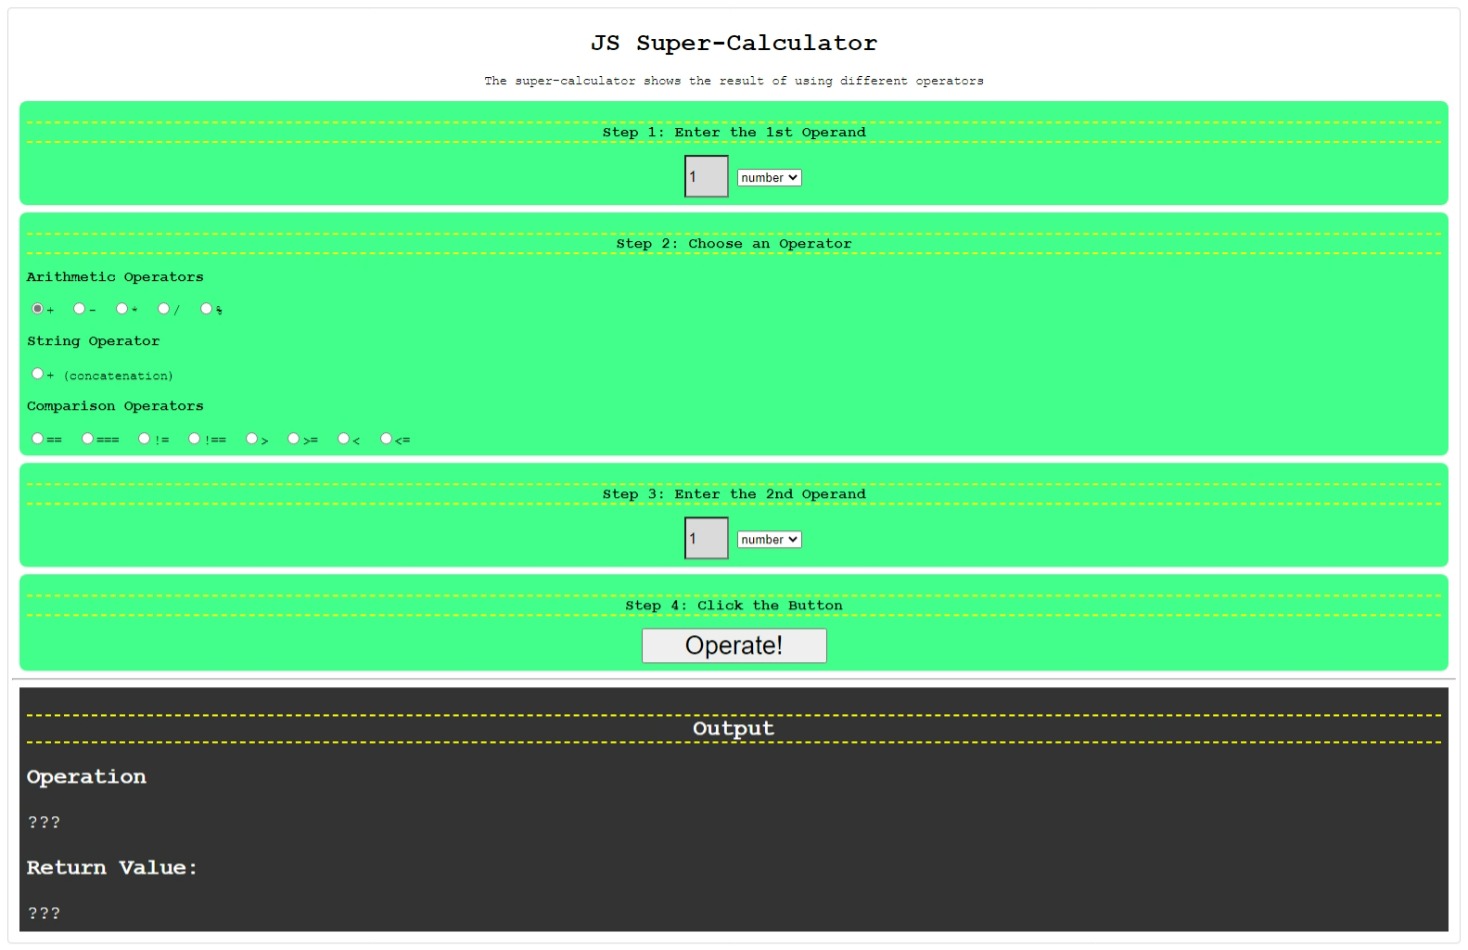 JS Super-Calculator
The super-calculator shows the result of using different operators
Step 1: Enter the 1st Operand
1 number
Step 2: Choose an Operator
Arithmetic Operators
+ - * / %
String Operator
+ (concatenation)
Comparison Operators
== === != !== > >= < <=
Step 3: Enter the 2nd Operand
1 number
Step 4: Click the Button
Operate!
Output
Operation
???
Return Value:
???